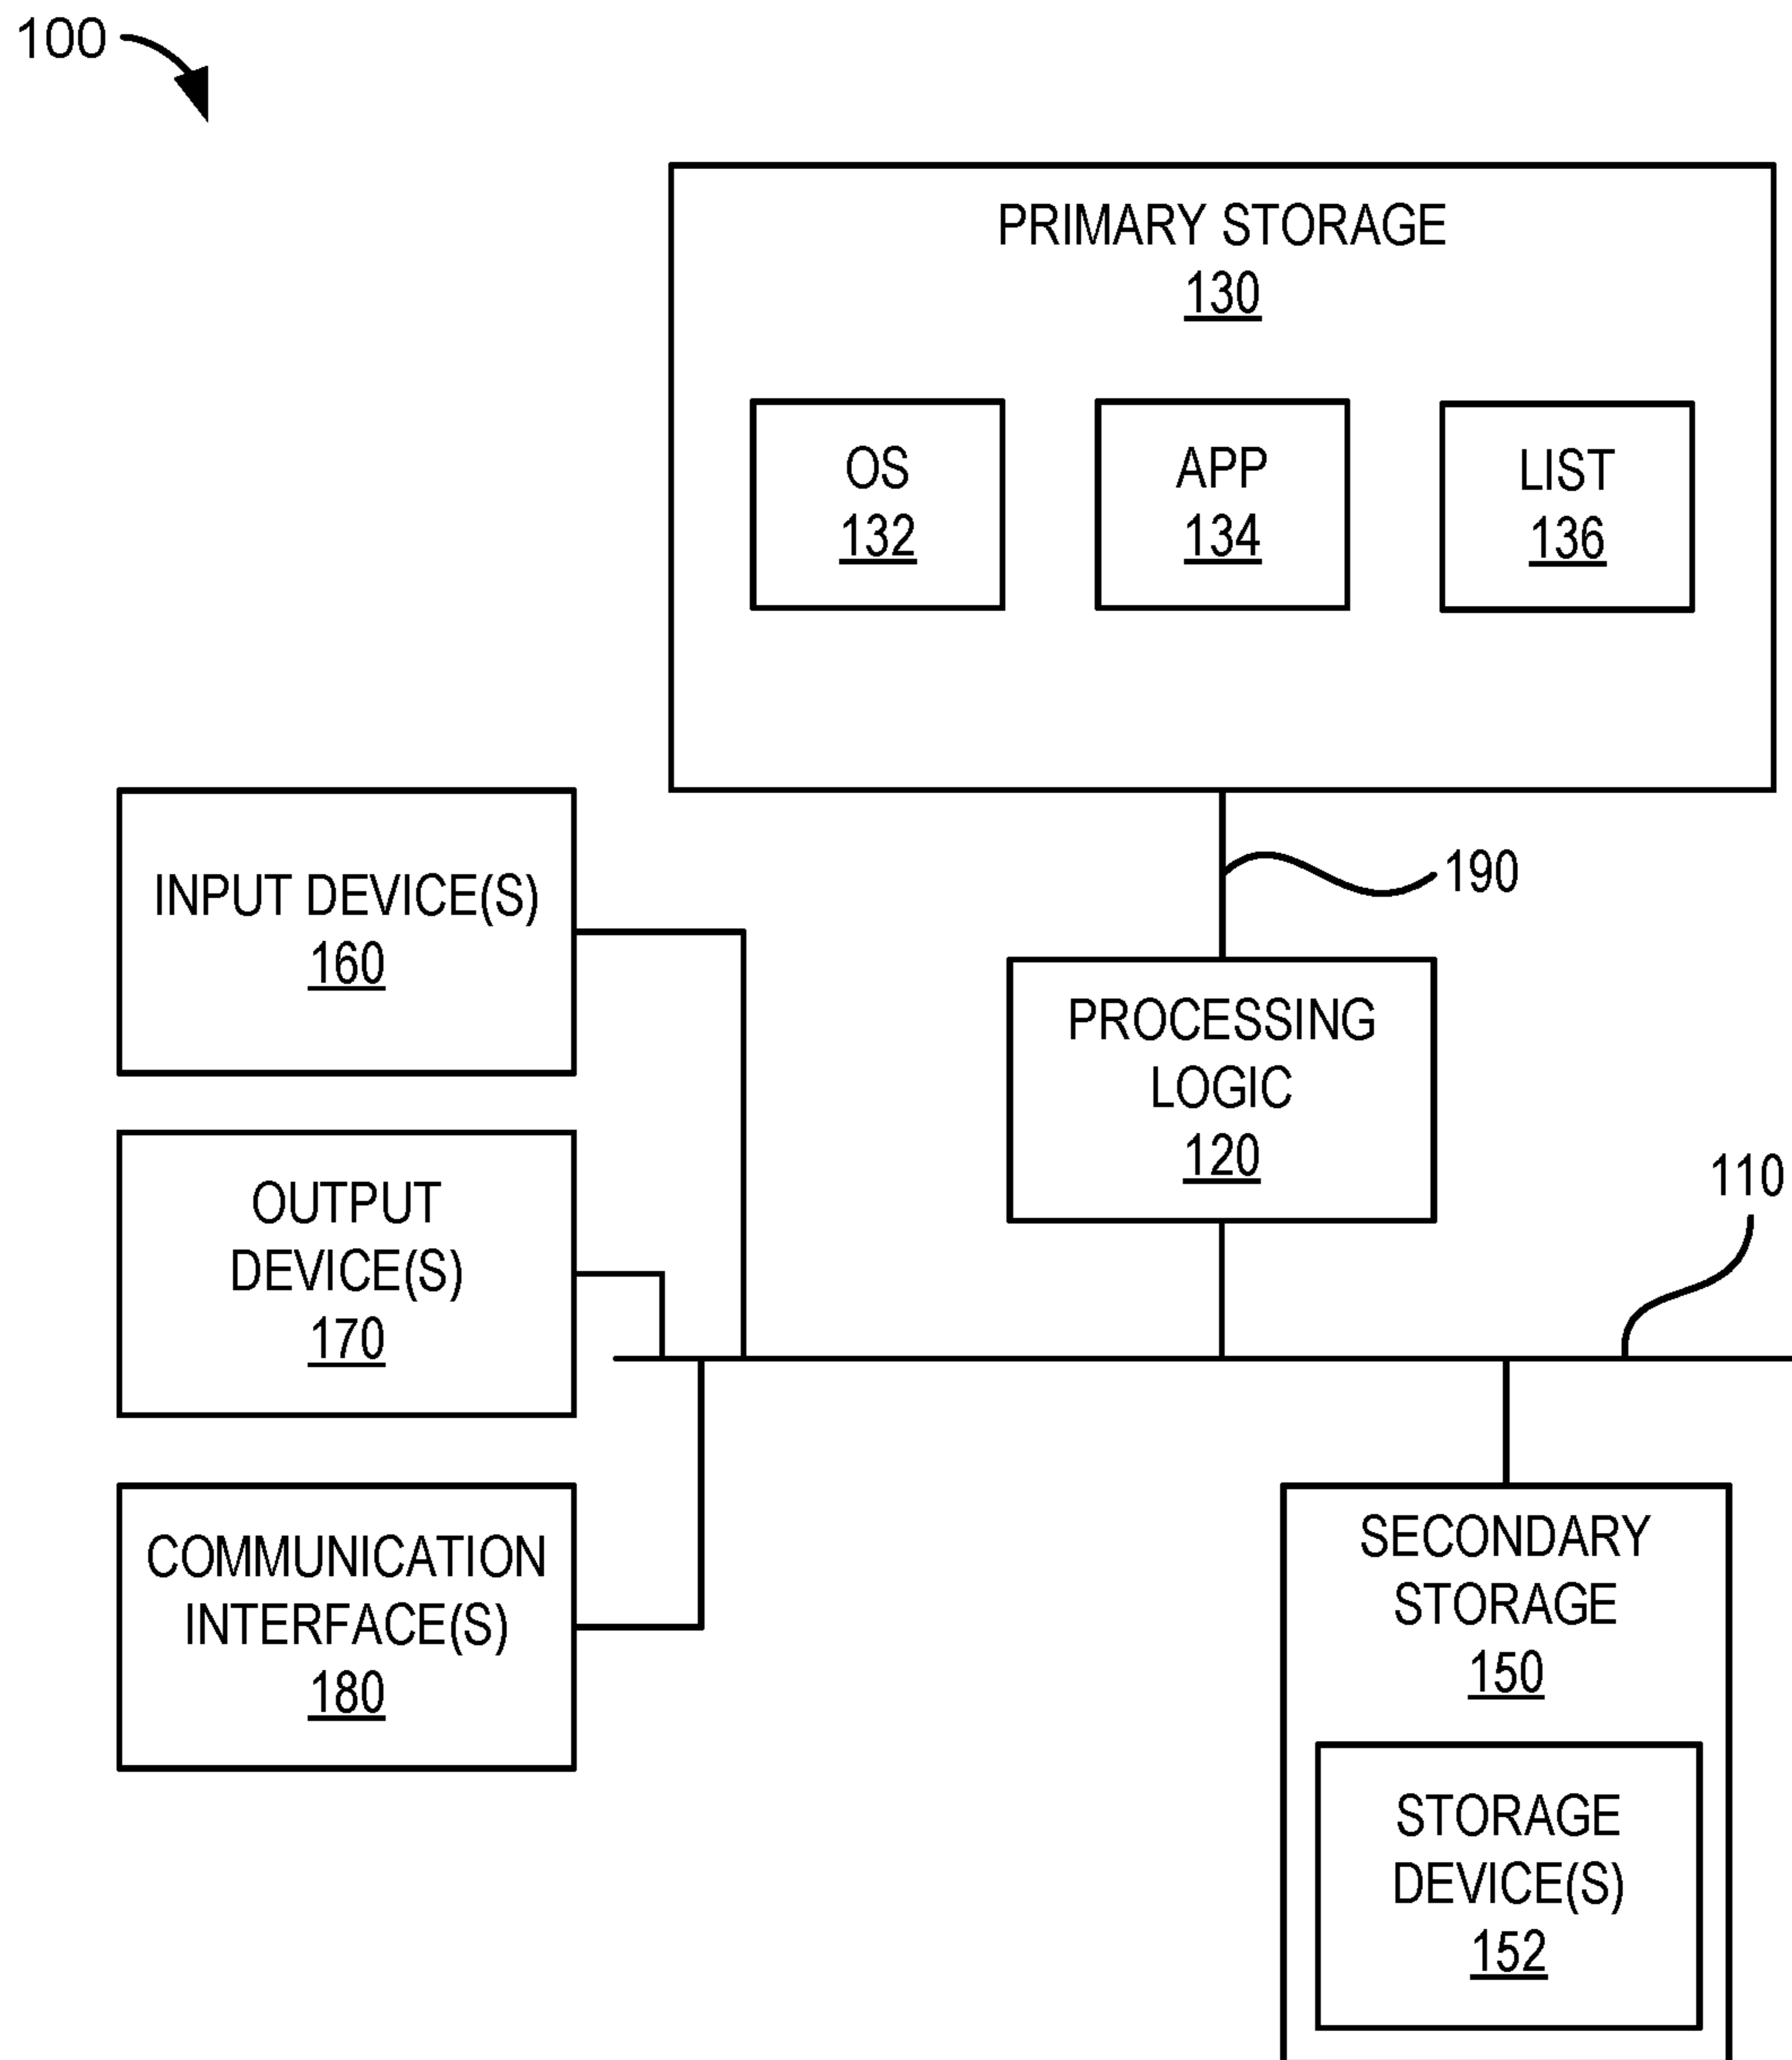 100
PRIMARY STORAGE
130
OS
132
APP
134
LIST
136
190
INPUT DEVICE(S)
160
PROCESSING
LOGIC
120
110
OUTPUT
DEVICE(S)
170
COMMUNICATION
INTERFACE(S)
180
SECONDARY
STORAGE
150
STORAGE
DEVICE(S)
152